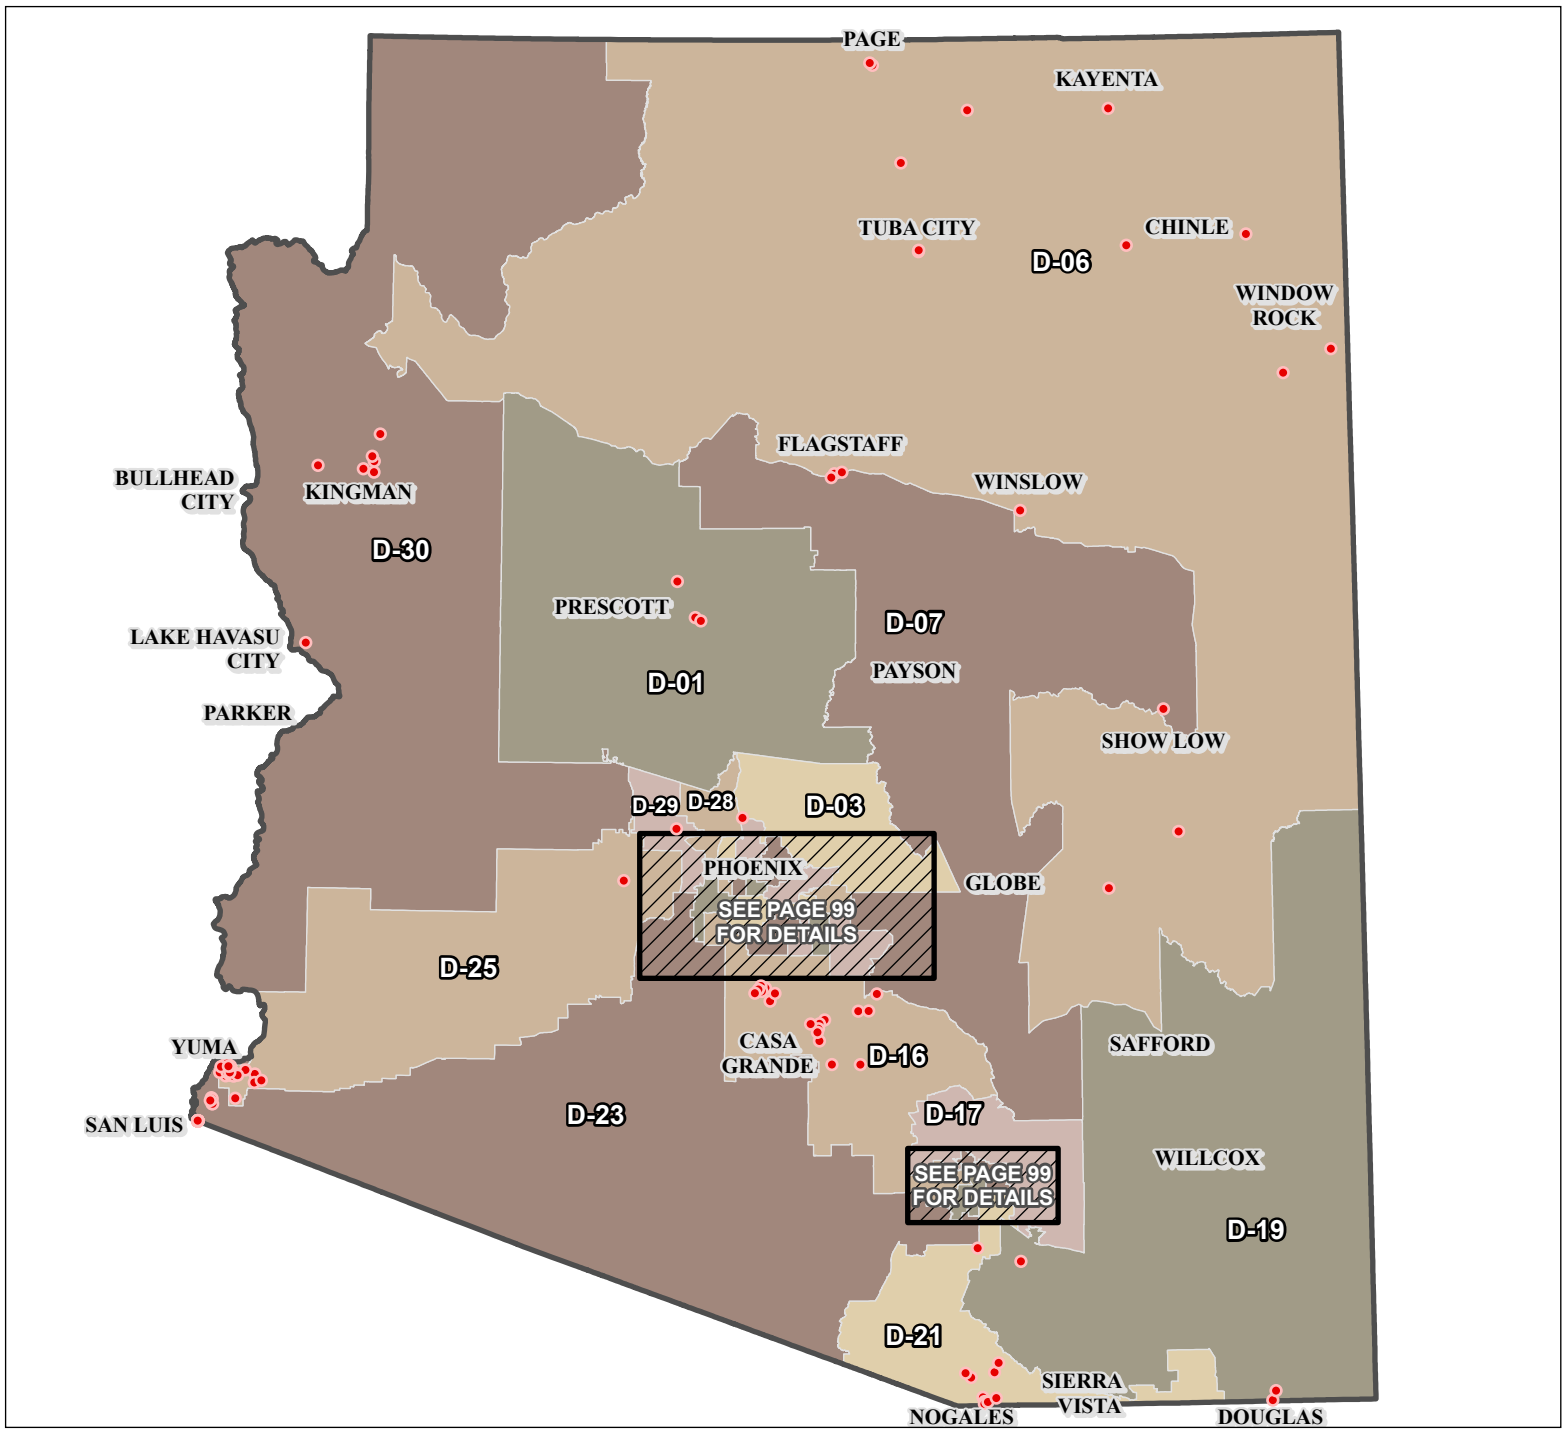 PAGE
KAYENTA
TUBA CITY
CHINLE
D-06
WINDOW
ROCK
FLAGSTAFF
BULLHEAD
CITY
KINGMAN
WINSLOW
D-30
PRESCOTT
D-07
LAKE HAVASU
CITY
PAYSON
D-01
PARKER
SHOW LOW
D-29
D-28
D-03
PHOENIX
GLOBE
SEE PAGE 99
FOR DETAILS
D-25
YUMA
CASA
GRANDE
D-16
SAFFORD
SAN LUIS
D-23
D-17
WILLCOX
SEE PAGE 99
FOR DETAILS
D-19
D-21
SIERRA
VISTA
NOGALES
DOUGLAS